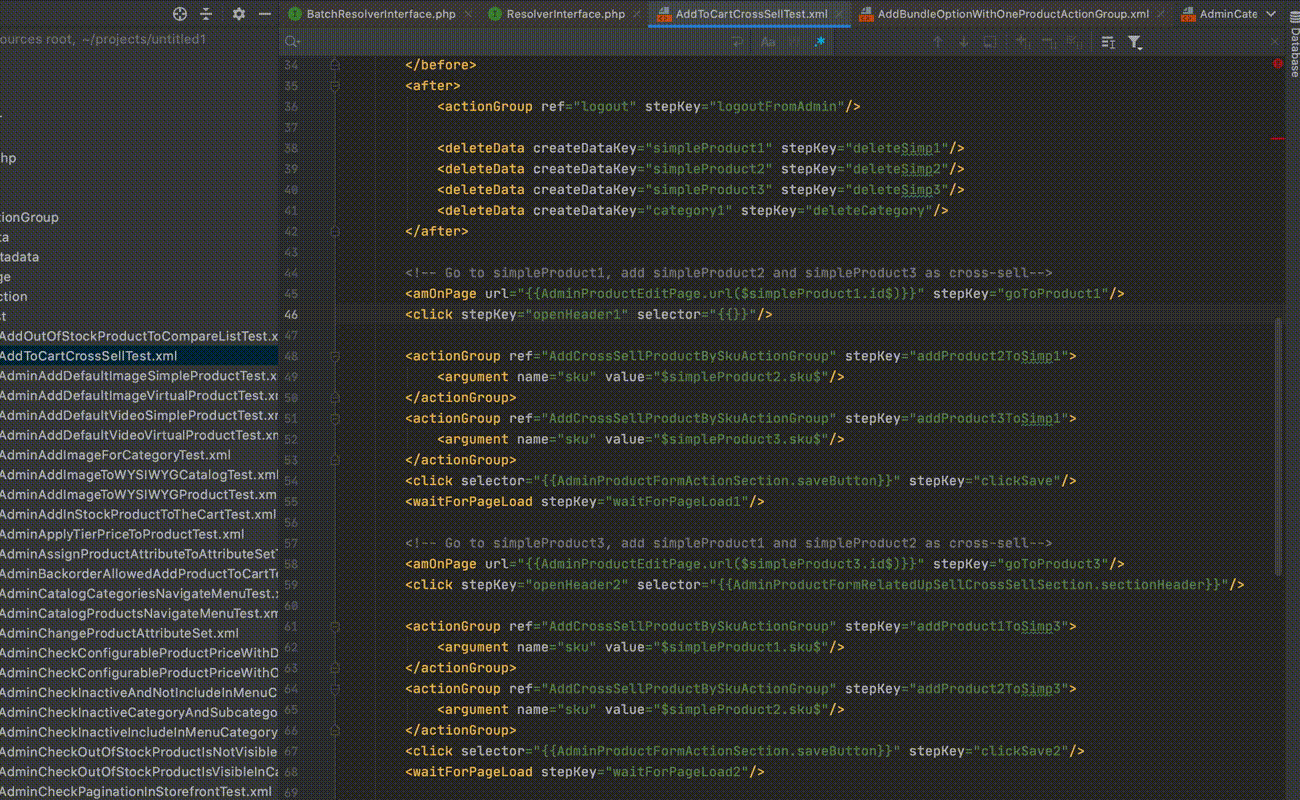 BatchResolverInterface.php
ResolverInterface.php
AddToCartCrossSellTest.xml
AddBundleOptionWithOneProductActionGroup.xml
AdminCate
Database
ources root, ~/projects/untitled1
hp
tionGroup
ta
tadata
ge
ction
st
AddOutOfStockProductToCompareListTest.x
AddToCartCrossSellTest.xml
AdminAddDefaultImageSimpleProductTest.x
AdminAddDefaultImageVirtualProductTest.x
AdminAddDefaultVideoSimpleProductTest.xr
AdminAddDefaultVideoVirtualProductTest.xn
AdminAddImageForCategoryTest.xml
AdminAddImageToWYSIWYGCatalogTest.xml
AdminAddImageToWYSIWYGProductTest.xm
AdminAddInStockProductToTheCartTest.xml
AdminApplyTierPriceToProductTest.xml
AdminAssignProductAttributeToAttributeSetT
AdminBackorderAllowedAddProductToCartTe
AdminCatalogCategoriesNavigateMenuTest.x
AdminCatalogProductsNavigateMenuTest.xm
AdminChangeProductAttributeSet.xml
AdminCheckConfigurableProductPriceWithD
AdminCheckConfigurableProductPriceWithO
AdminCheckInactiveAndNotIncludeInMenuC
AdminCheckInactiveCategoryAndSubcatego
AdminCheckInactiveIncludeInMenuCategory
AdminCheckOutOfStockProductIsNotVisible
AdminCheckOutOfStockProductIsVisibleInCa
AdminCheckPaginationInStorefrontTest.xml
Aa
34 </before>
35 <after>
36 <actionGroup ref="logout" stepKey="logoutFromAdmin"/>
37
38 <deleteData createDataKey="simpleProduct1" stepKey="deleteSimp1"/>
39 <deleteData createDataKey="simpleProduct2" stepKey="deleteSimp2"/>
40 <deleteData createDataKey="simpleProduct3" stepKey="deleteSimp3"/>
41 <deleteData createDataKey="category1" stepKey="deleteCategory"/>
42 </after>
43
44 <!-- Go to simpleProduct1, add simpleProduct2 and simpleProduct3 as cross-sell-->
45 <amOnPage url="{{AdminProductEditPage.url($simpleProduct1.id$)}}" stepKey="goToProduct1"/>
46 <click stepKey="openHeader1" selector="{{}}"/>
47
48 <actionGroup ref="AddCrossSellProductBySkuActionGroup" stepKey="addProduct2ToSimp1">
49 <argument name="sku" value="$simpleProduct2.sku$"/>
50 </actionGroup>
51 <actionGroup ref="AddCrossSellProductBySkuActionGroup" stepKey="addProduct3ToSimp1">
52 <argument name="sku" value="$simpleProduct3.sku$"/>
53 </actionGroup>
54 <click selector="{{AdminProductFormActionSection.saveButton}}" stepKey="clickSave"/>
55 <waitForPageLoad stepKey="waitForPageLoad1"/>
56
57 <!-- Go to simpleProduct3, add simpleProduct1 and simpleProduct2 as cross-sell-->
58 <amOnPage url="{{AdminProductEditPage.url($simpleProduct3.id$)}}" stepKey="goToProduct3"/>
59 <click stepKey="openHeader2" selector="{{AdminProductFormRelatedUpSellCrossSellSection.sectionHeader}}"/>
60
61 <actionGroup ref="AddCrossSellProductBySkuActionGroup" stepKey="addProduct1ToSimp3">
62 <argument name="sku" value="$simpleProduct1.sku$"/>
63 </actionGroup>
64 <actionGroup ref="AddCrossSellProductBySkuActionGroup" stepKey="addProduct2ToSimp3">
65 <argument name="sku" value="$simpleProduct2.sku$"/>
66 </actionGroup>
67 <click selector="{{AdminProductFormActionSection.saveButton}}" stepKey="clickSave2"/>
68 <waitForPageLoad stepKey="waitForPageLoad2"/>
69